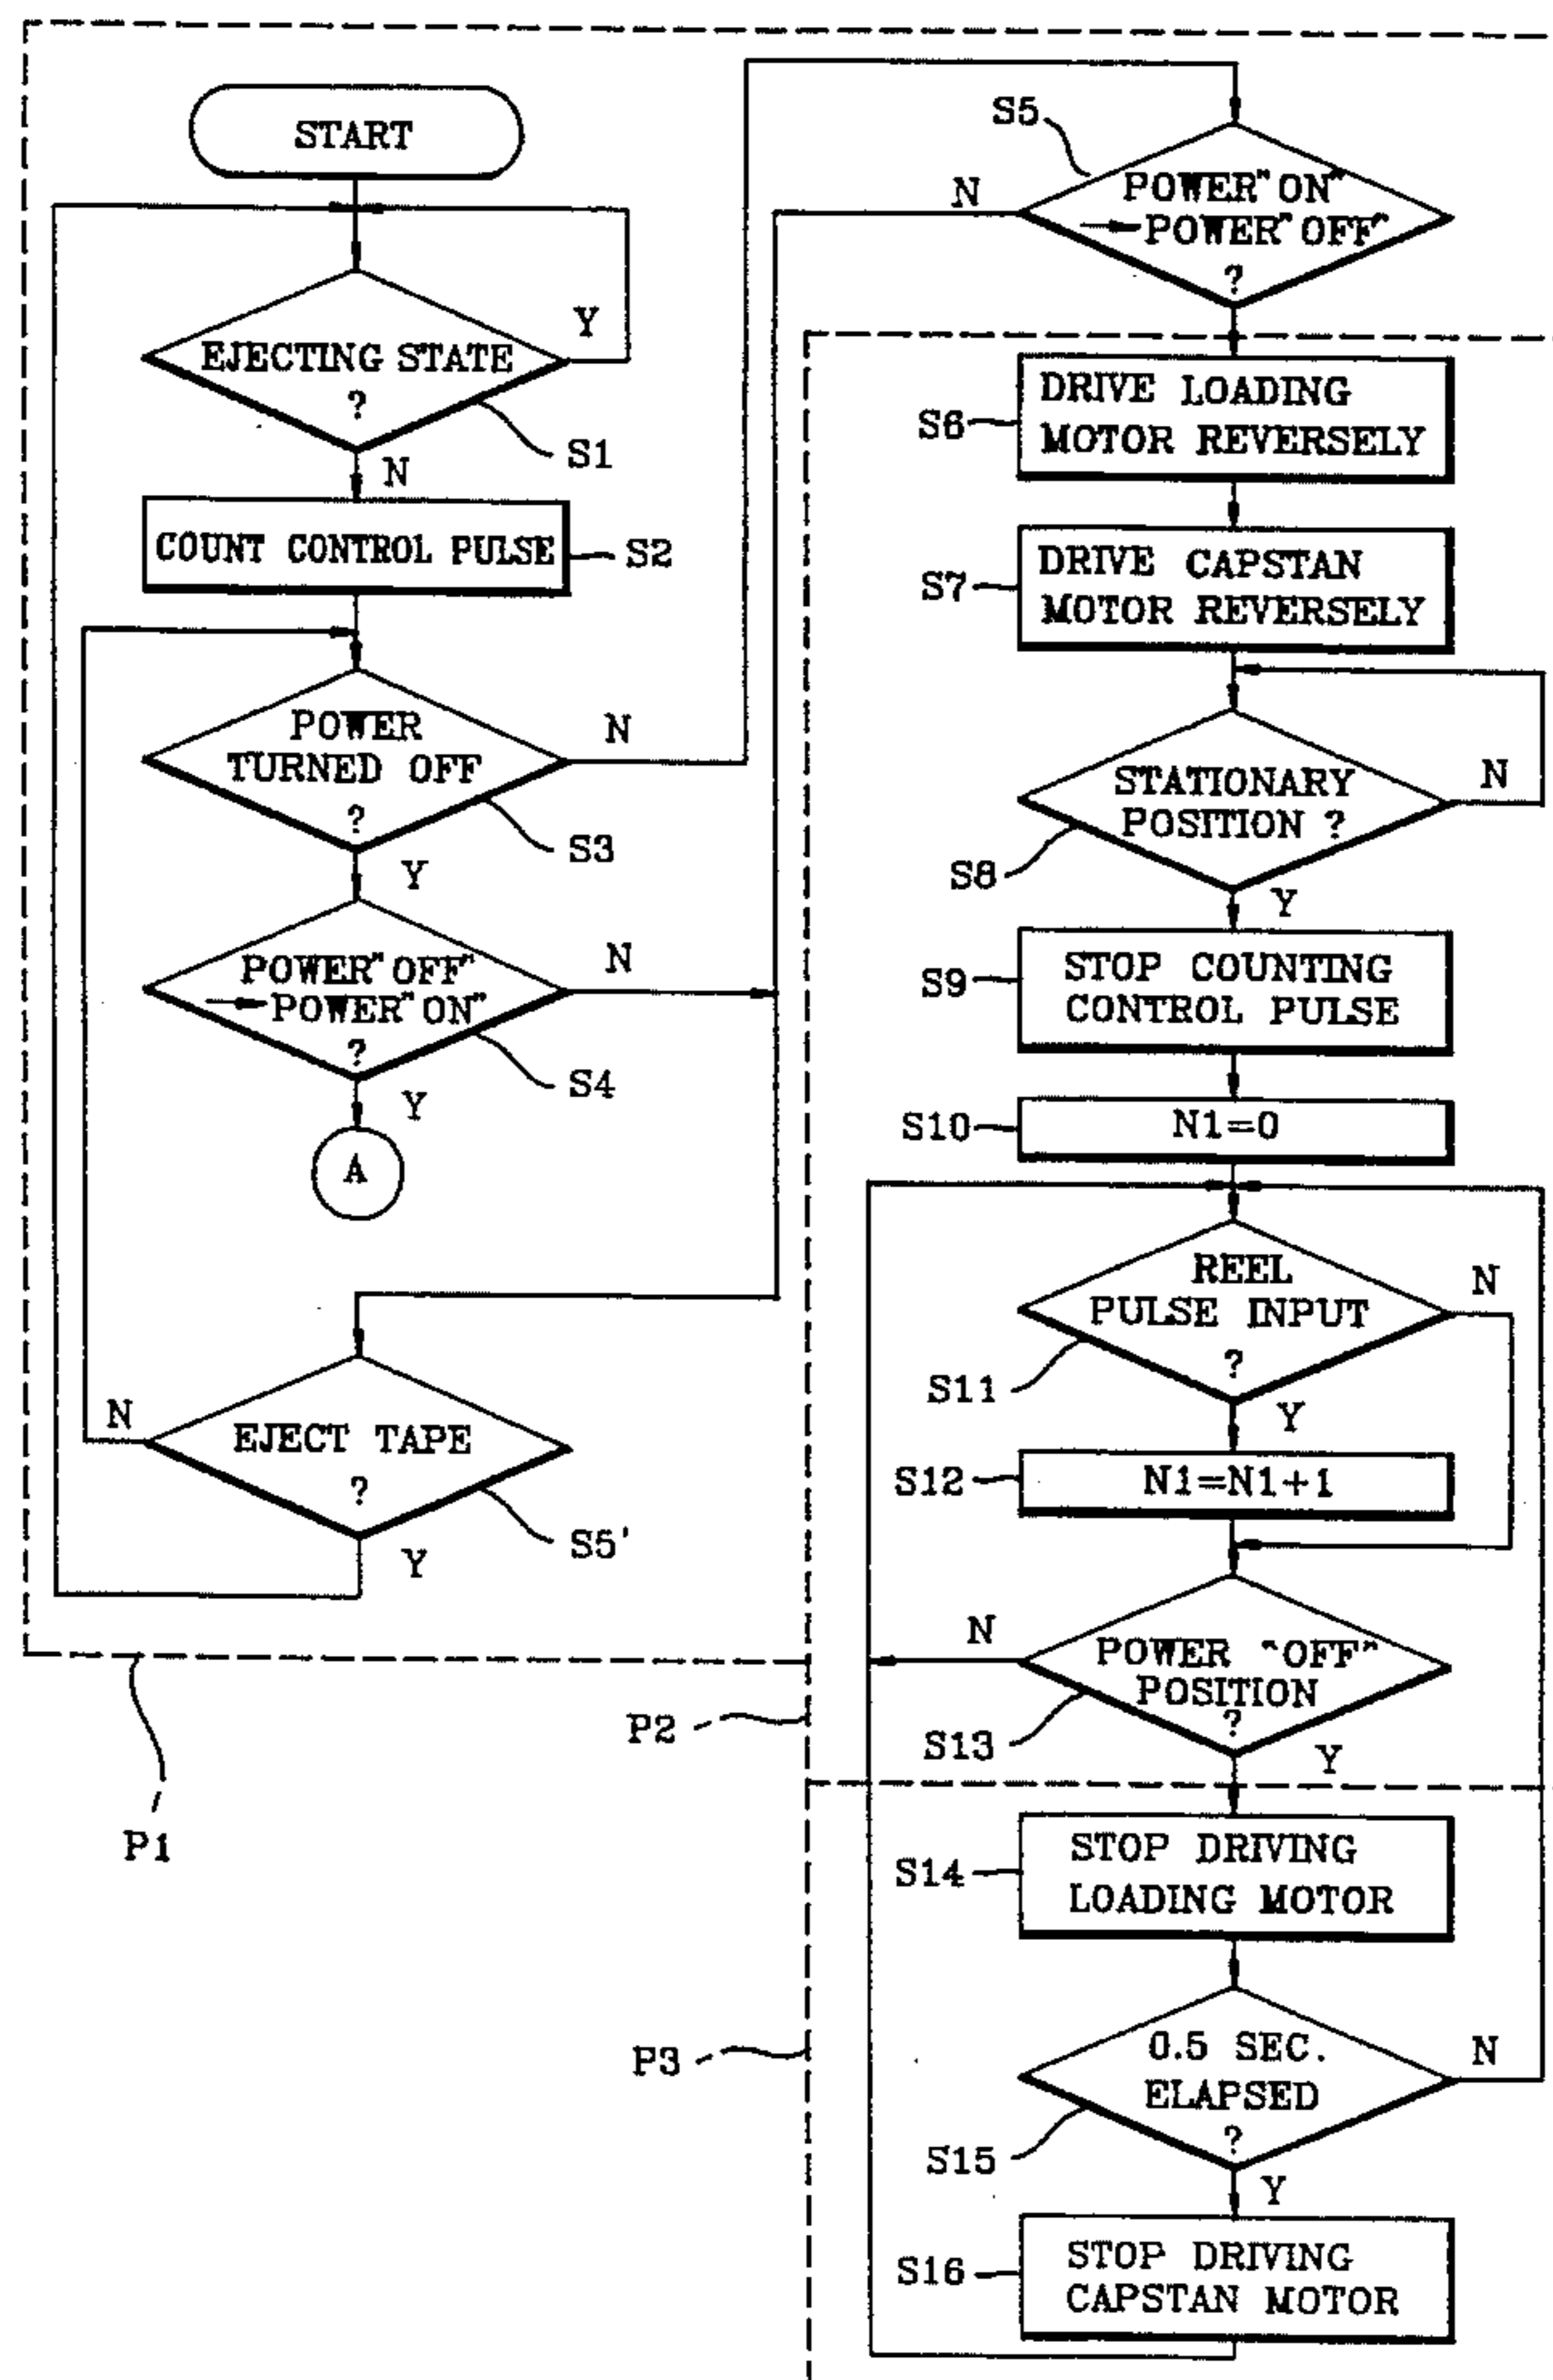 START
EJECTING STATE
?
Y
S1
N
COUNT CONTROL PULSE
S2
POWER
TURNED OFF
?
N
S3
Y
POWER"OFF"
POWER"ON"
?
N
S4
Y
A
EJECT TAPE
?
N
S5'
Y
P1
S5
POWER"ON"
POWER"OFF"
?
N
S6
DRIVE LOADING
MOTOR REVERSELY
S7
DRIVE CAPSTAN
MOTOR REVERSELY
STATIONARY
POSITION ?
N
S8
Y
S9
STOP COUNTING
CONTROL PULSE
S10
N1=0
REEL
PULSE INPUT
?
N
S11
Y
S12
N1=N1+1
N
POWER "OFF"
POSITION
?
S13
Y
P2
S14
STOP DRIVING
LOADING MOTOR
P3
0.5 SEC.
ELAPSED
?
N
S15
Y
S16
STOP DRIVING
CAPSTAN MOTOR